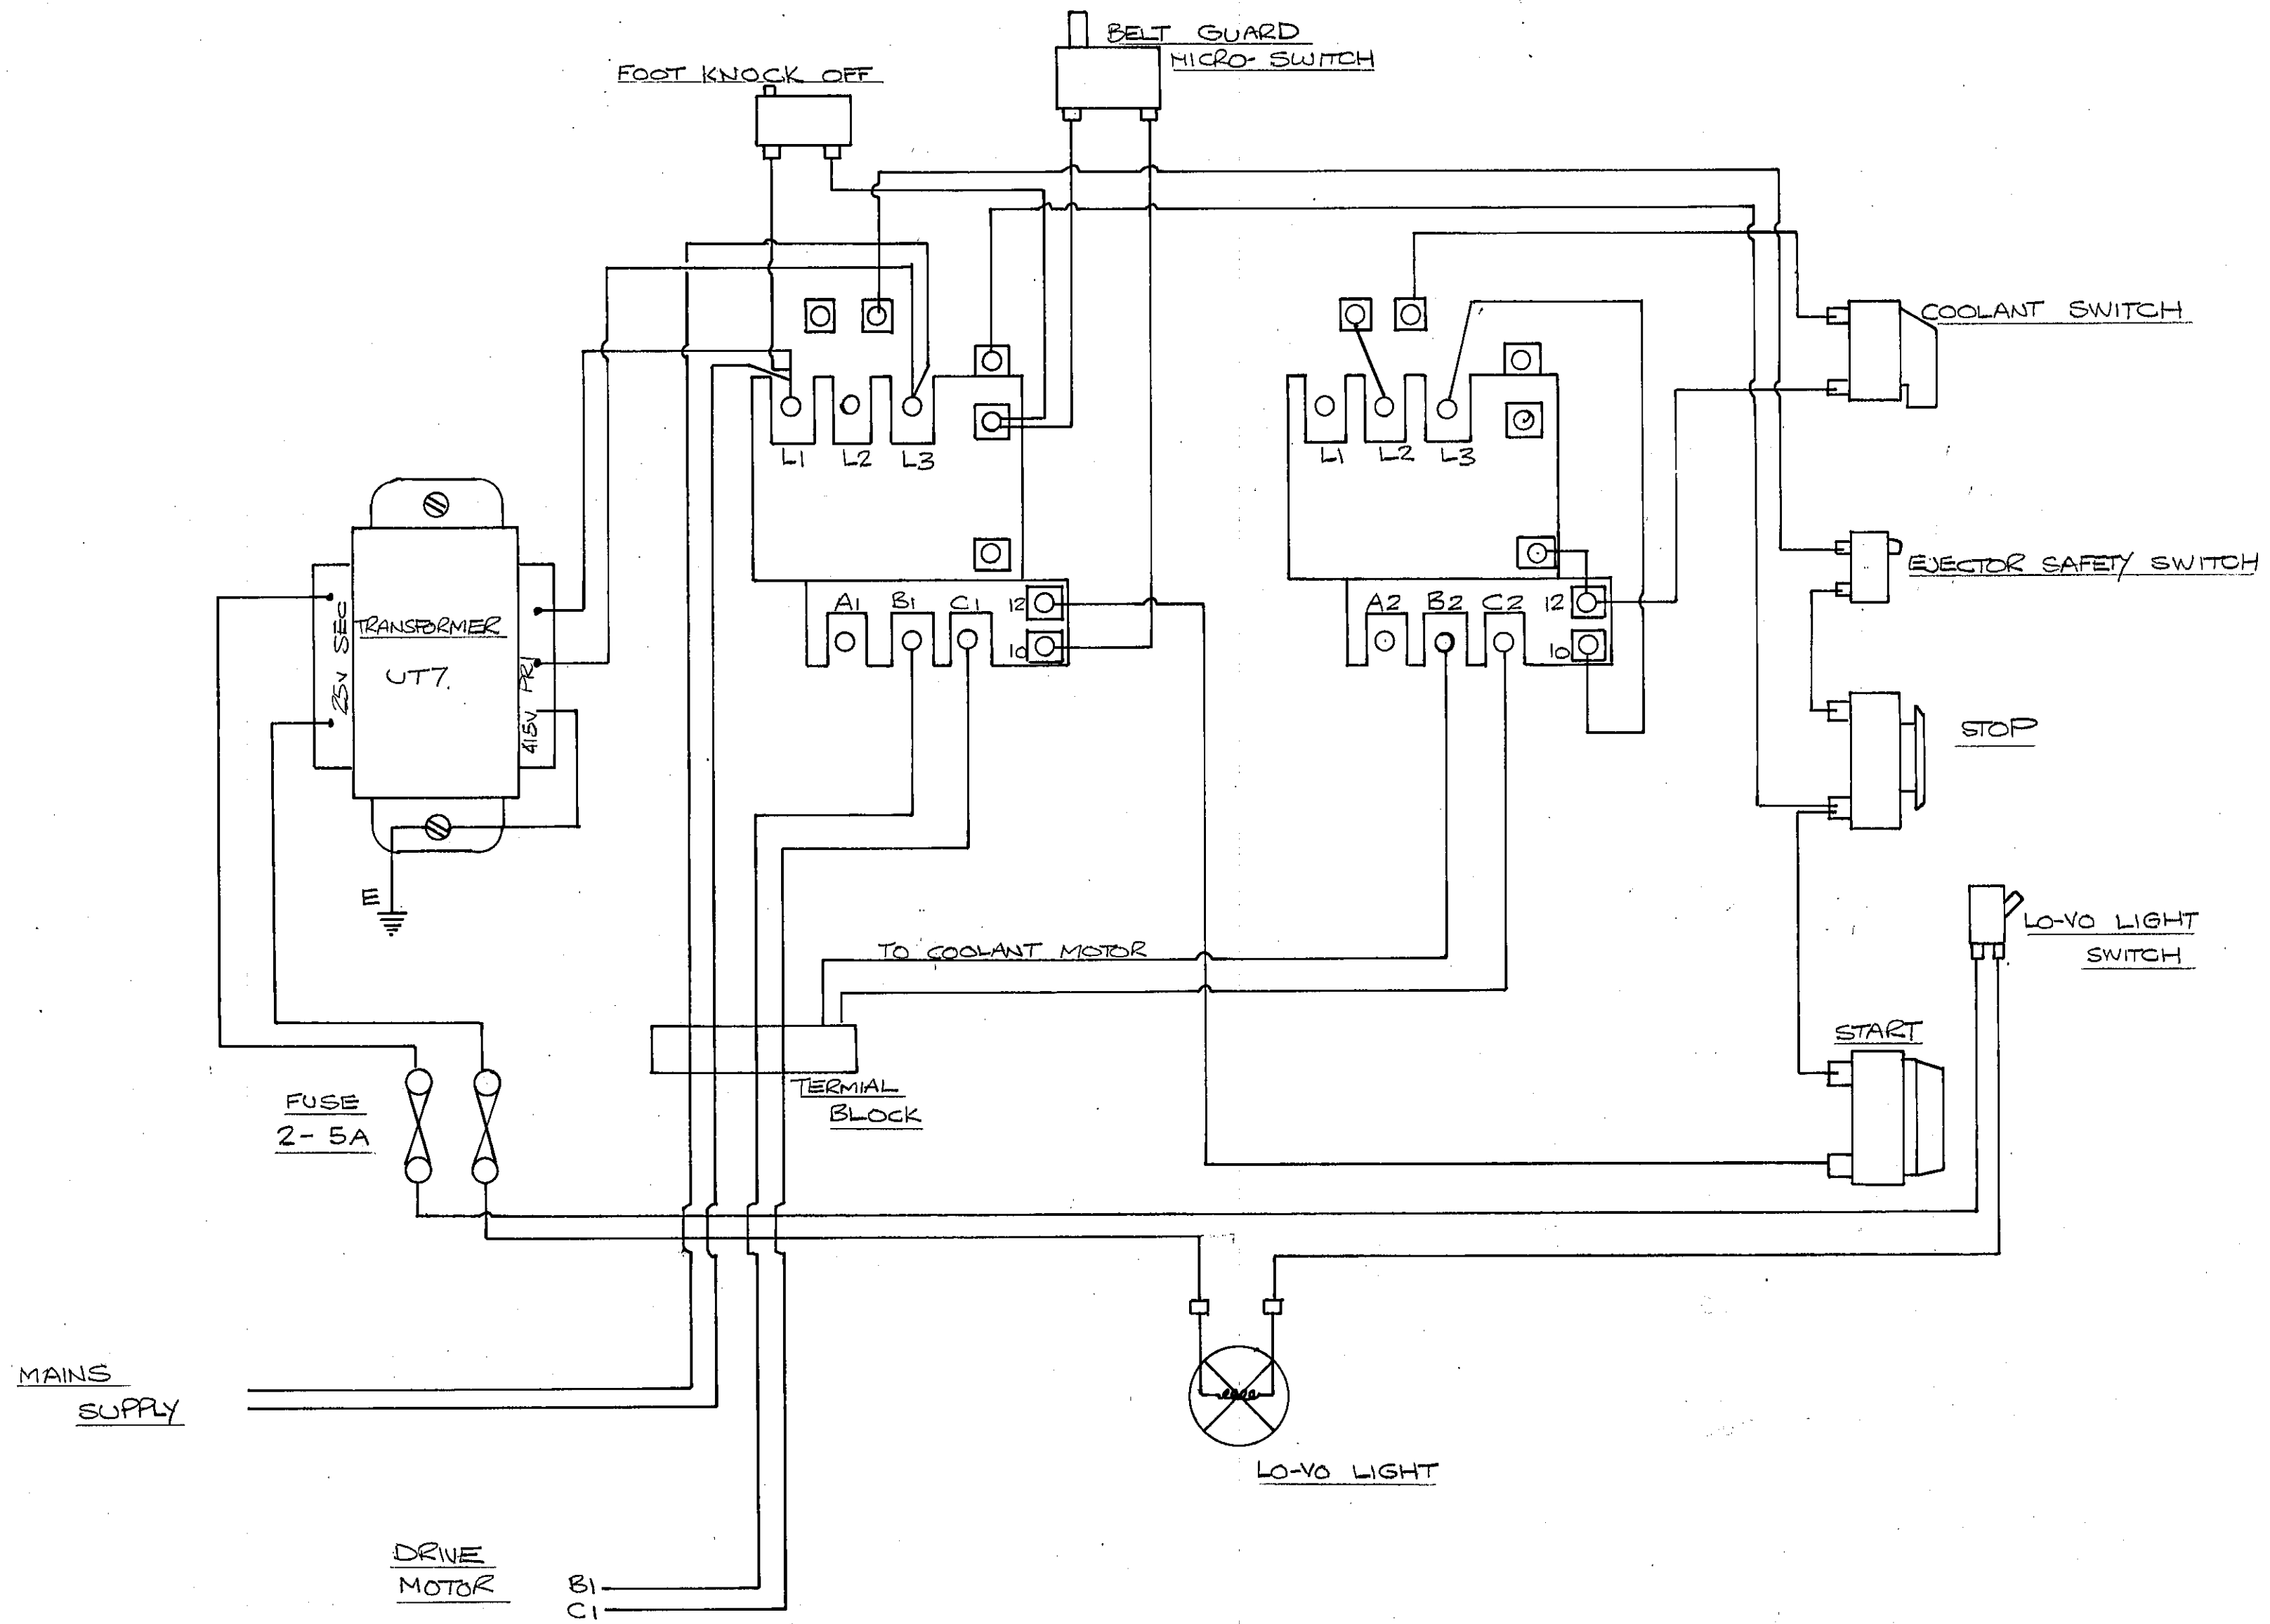 BELT GUARD
MICRO-SWITCH
FOOT KNOCK OFF
COOLANT SWITCH
L1 L2 L3
L1 L2 L3
EJECTOR SAFETY SWITCH
A1 B1 C1 12
10
A2 B2 C2 12
10
25V SEC
TRANSFORMER
UT7.
415V PRI
STOP
E
LO-VO LIGHT
SWITCH
TO COOLANT MOTOR
START
TERMIAL
BLOCK
FUSE
2-5A
MAINS
SUPPLY
LO-VO LIGHT
DRIVE
MOTOR
B1
C1